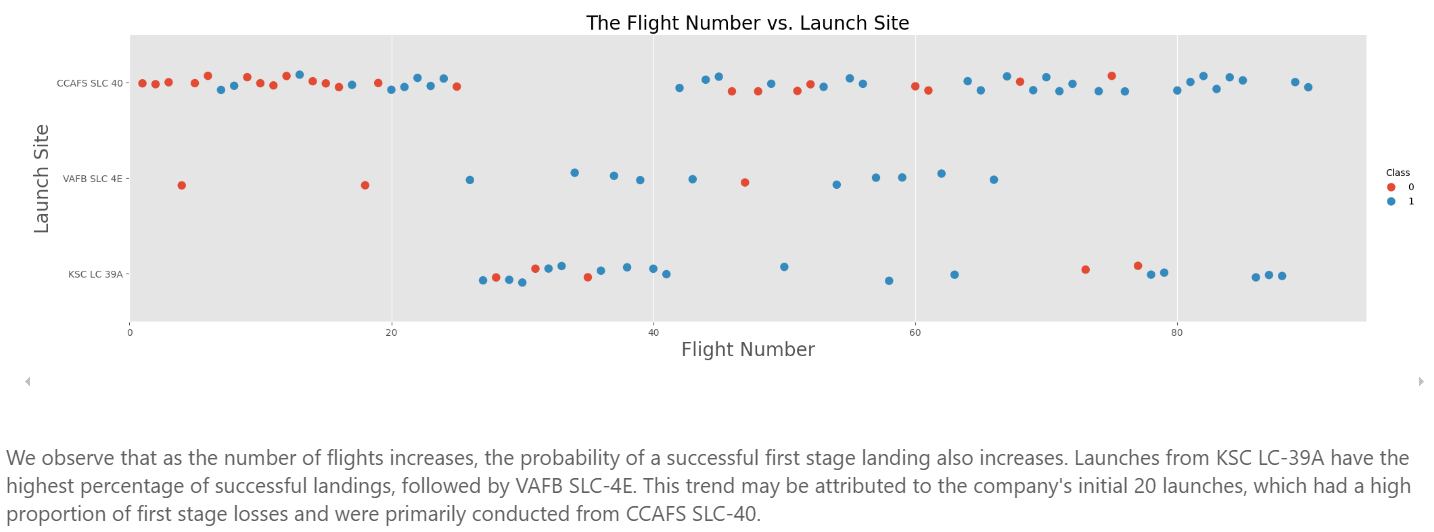 The Flight Number vs. Launch Site
CCAFS SLC 40
VAFB SLC 4E
KSC LC 39A
Launch Site
0 20 40 60 80
Flight Number
Class
0
1
We observe that as the number of flights increases, the probability of a successful first stage landing also increases. Launches from KSC LC-39A have the
highest percentage of successful landings, followed by VAFB SLC-4E. This trend may be attributed to the company's initial 20 launches, which had a high
proportion of first stage losses and were primarily conducted from CCAFS SLC-40.